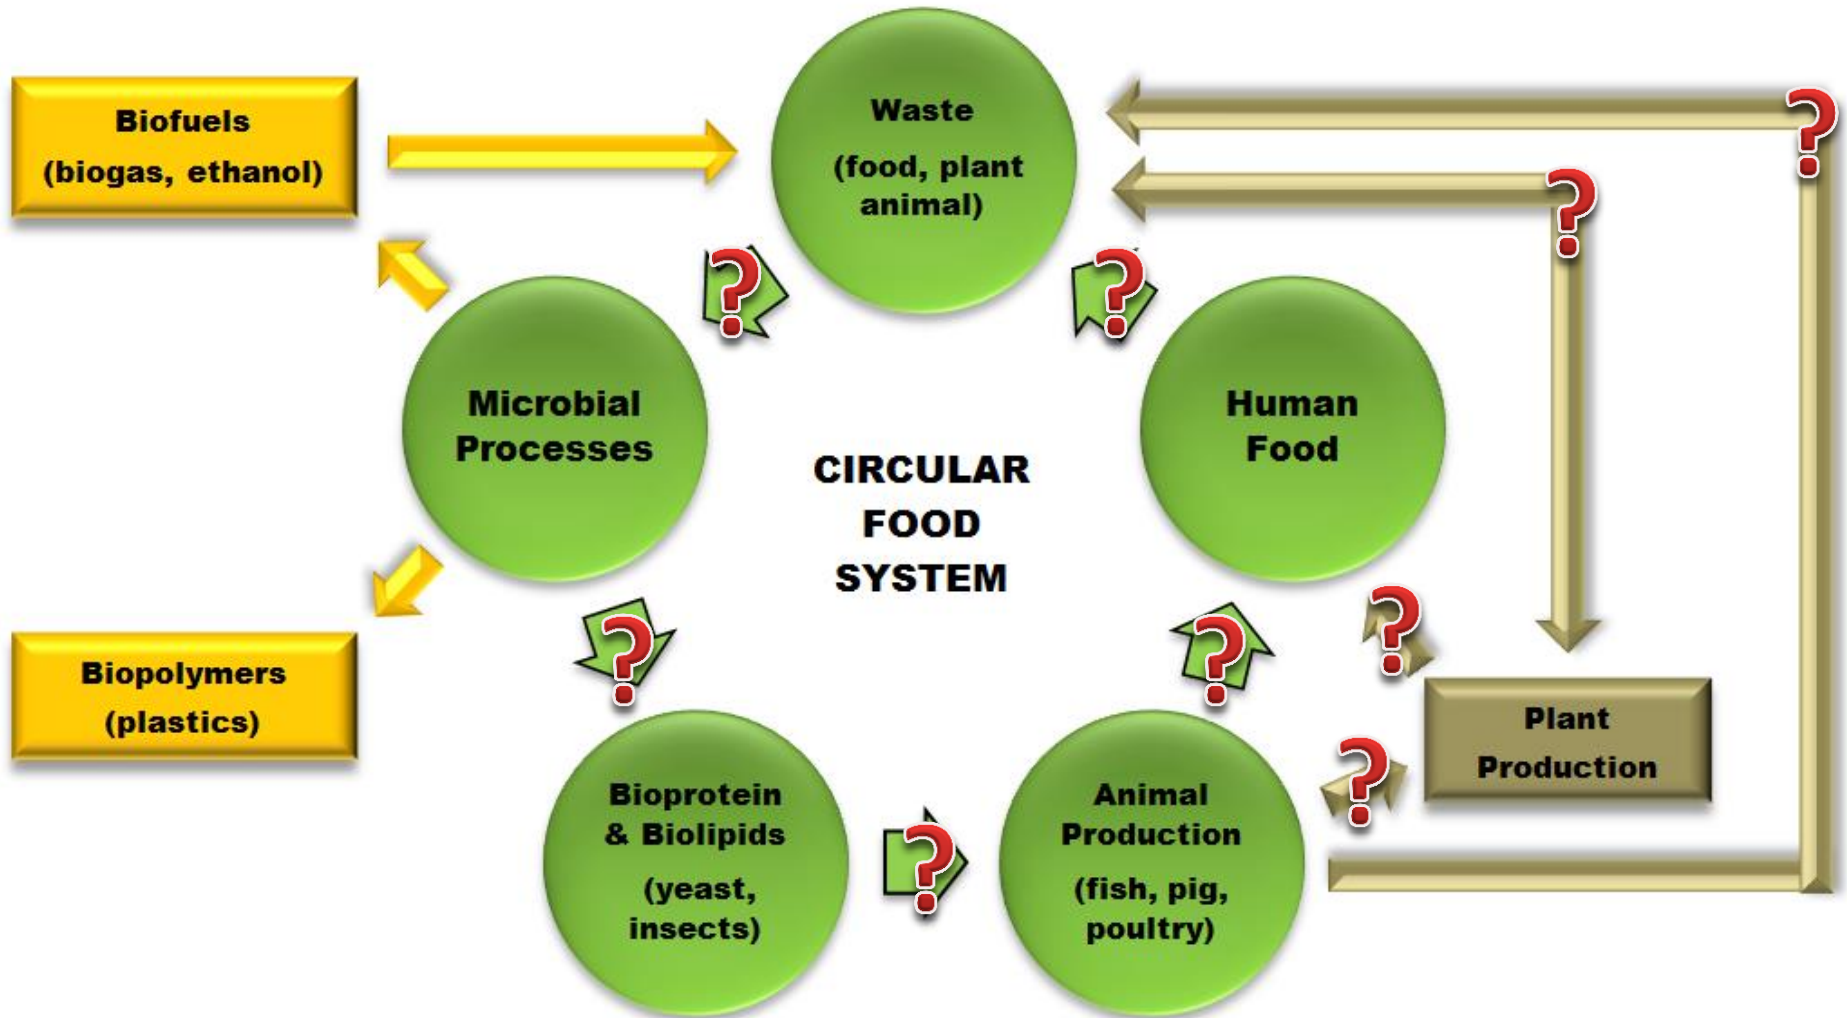 Waste
(food, plant
animal)
Biofuels
(biogas, ethanol)
?
?
?
?
Microbial
Processes
Human
Food
CIRCULAR
FOOD
SYSTEM
?
?
?
Biopolymers
(plastics)
Plant
Production
?
Bioprotein
& Biolipids
(yeast,
insects)
?
Animal
Production
(fish, pig,
poultry)